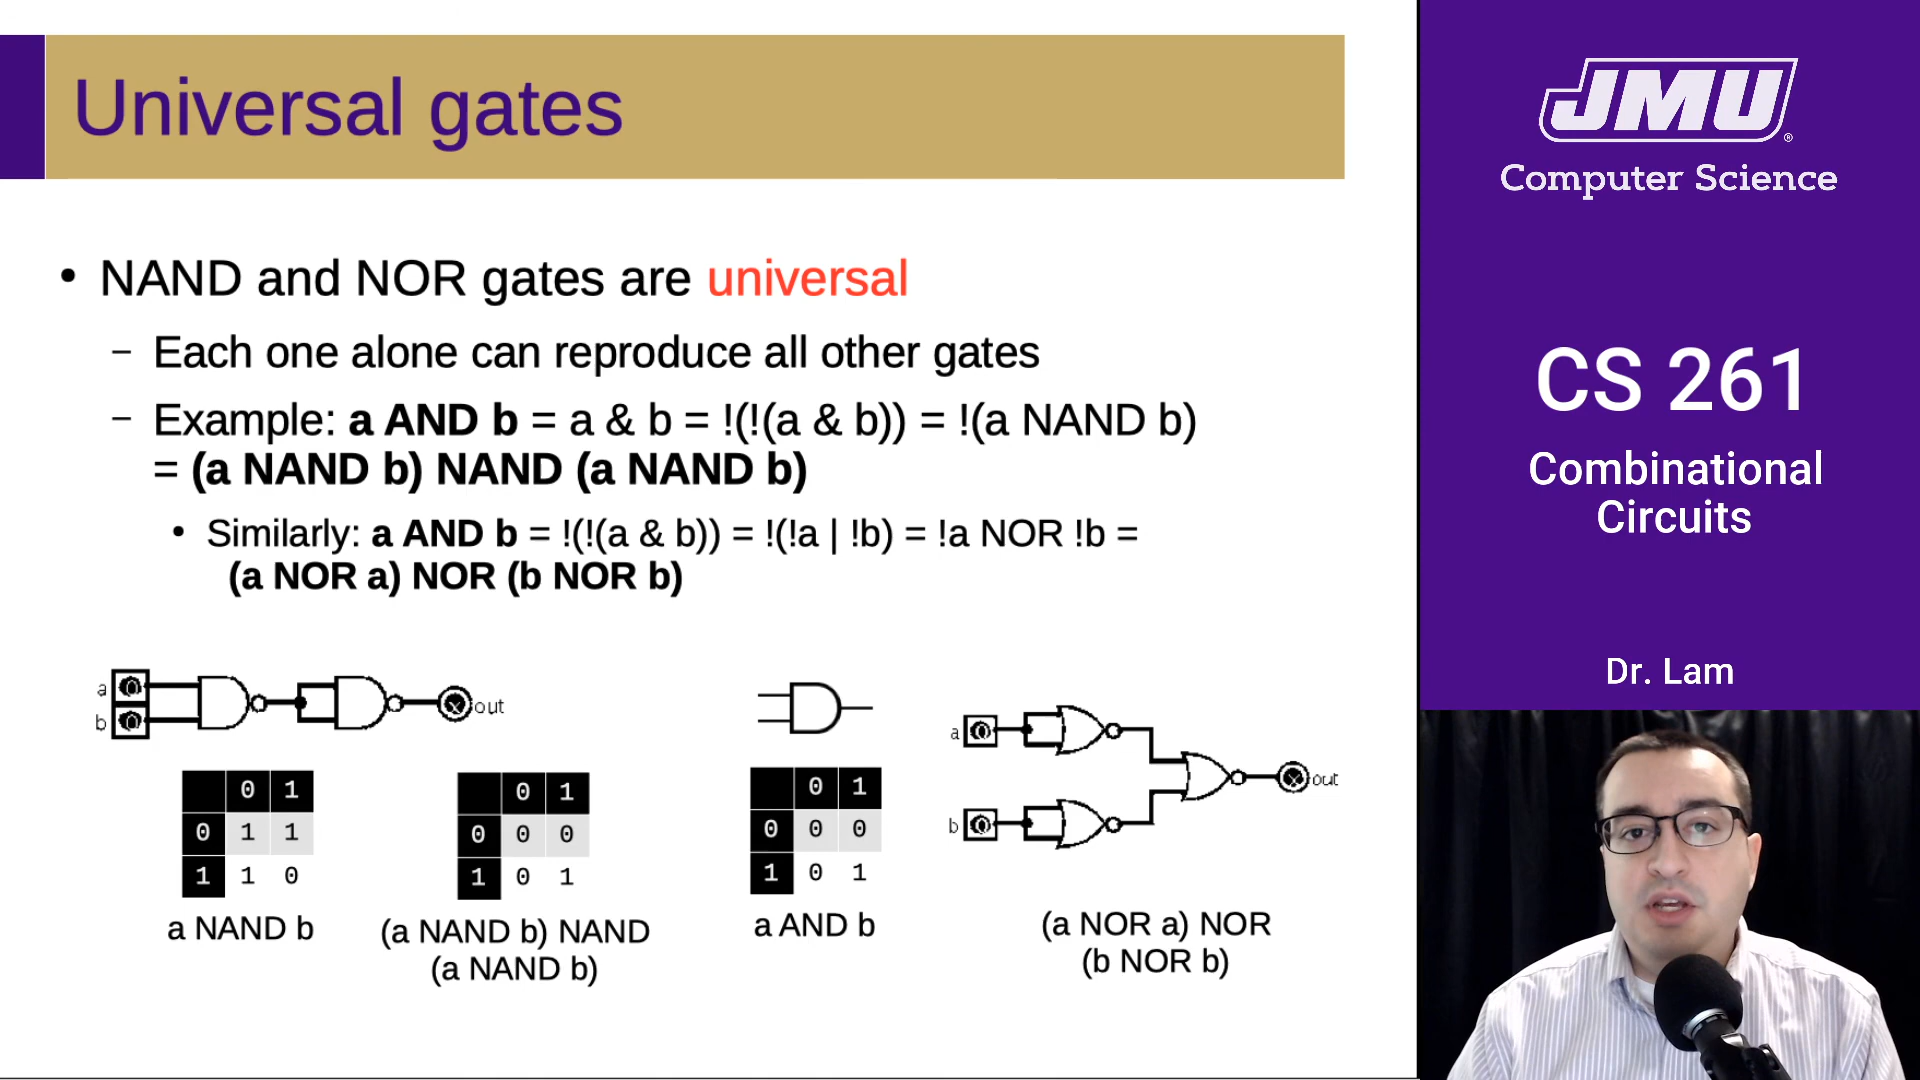 Universal gates
• NAND and NOR gates are universal
– Each one alone can reproduce all other gates
– Example: a AND b = a & b = !(!(a & b)) = !(a NAND b)
= (a NAND b) NAND (a NAND b)
• Similarly: a AND b = !(!(a & b)) = !(!a | !b) = !a NOR !b =
(a NOR a) NOR (b NOR b)
a
b
out
0 1
0 1 1
1 1 0
a NAND b
0 1
0 0 0
1 0 1
(a NAND b) NAND
(a NAND b)
0 1
0 0 0
1 0 1
a AND b
a
b
out
(a NOR a) NOR
(b NOR b)
JMU®
Computer Science
CS 261
Combinational
Circuits
Dr. Lam